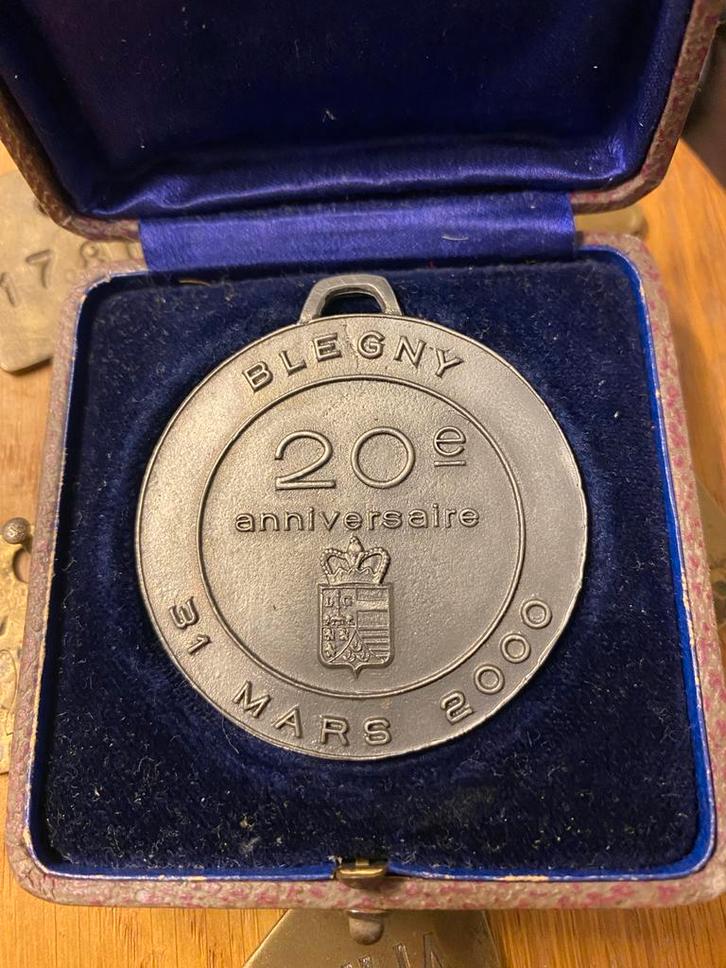 BLEGNY
20e
anniversaire
L G
31 MARS 2000